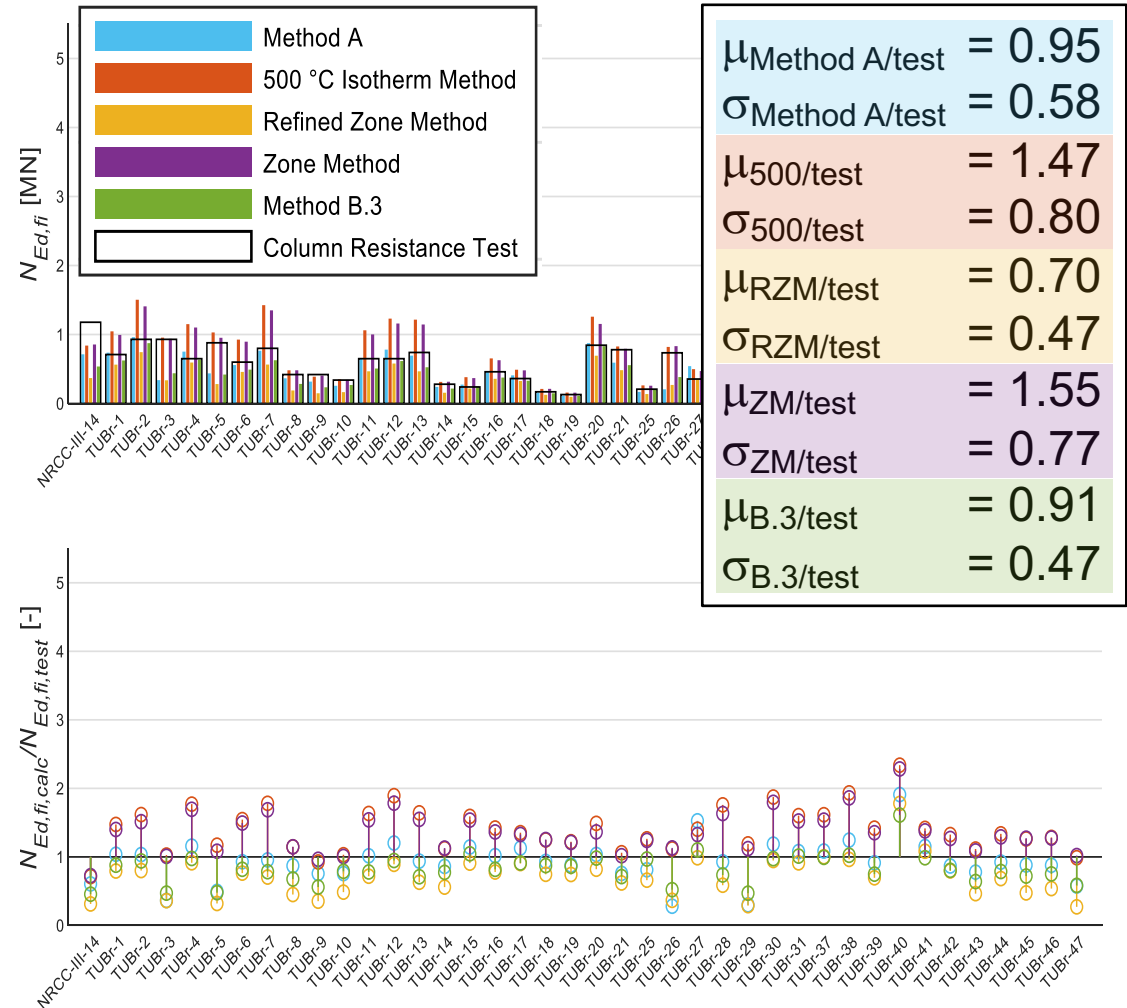 Method A
500 °C Isotherm Method
Refined Zone Method
Zone Method
Method B.3
Column Resistance Test
μMethod A/test = 0.95
σMethod A/test = 0.58
μ500/test = 1.47
σ500/test = 0.80
μRZM/test = 0.70
σRZM/test = 0.47
μZM/test = 1.55
σZM/test = 0.77
μB.3/test = 0.91
σB.3/test = 0.47
N Ed,fi [MN]
5
4
3
2
1
0
NRCC-III-14
TUBr-1
TUBr-2
TUBr-3
TUBr-4
TUBr-5
TUBr-6
TUBr-7
TUBr-8
TUBr-9
TUBr-10
TUBr-11
TUBr-12
TUBr-13
TUBr-14
TUBr-15
TUBr-16
TUBr-17
TUBr-18
TUBr-19
TUBr-20
TUBr-21
TUBr-25
TUBr-26
TUBr-27
N Ed,fi,calc/N Ed,fi,test [-]
5
4
3
2
1
0
NRCC-III-14
TUBr-1
TUBr-2
TUBr-3
TUBr-4
TUBr-5
TUBr-6
TUBr-7
TUBr-8
TUBr-9
TUBr-10
TUBr-11
TUBr-12
TUBr-13
TUBr-14
TUBr-15
TUBr-16
TUBr-17
TUBr-18
TUBr-19
TUBr-20
TUBr-21
TUBr-25
TUBr-26
TUBr-27
TUBr-28
TUBr-29
TUBr-30
TUBr-31
TUBr-37
TUBr-38
TUBr-39
TUBr-40
TUBr-41
TUBr-42
TUBr-43
TUBr-44
TUBr-45
TUBr-46
TUBr-47